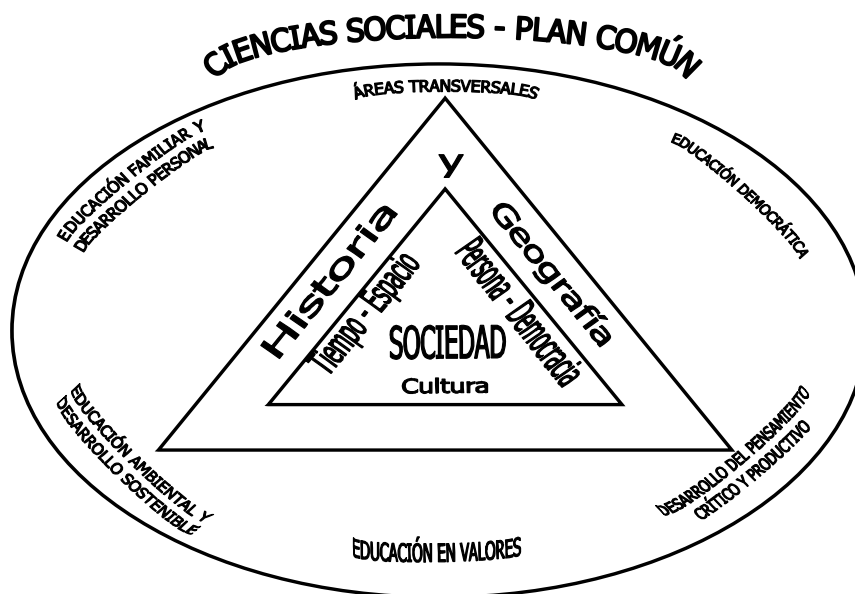 CIENCIAS SOCIALES - PLAN COMÚN
ÁREAS TRANSVERSALES
EDUCACIÓN FAMILIAR Y
DESARROLLO PERSONAL
EDUCACIÓN DEMOCRÁTICA
Historia
y
Geografía
Tiempo - Espacio
Persona - Democracia
SOCIEDAD
Cultura
EDUCACIÓN AMBIENTAL Y
DESARROLLO SOSTENIBLE
DESARROLLO DEL PENSAMIENTO
CRÍTICO Y PRODUCTIVO
EDUCACIÓN EN VALORES